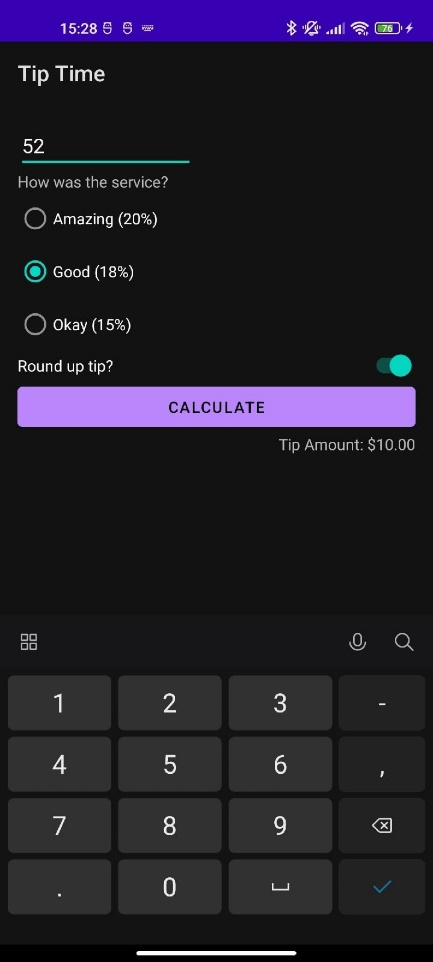 15:28 76
Tip Time
52
How was the service?
Amazing (20%)
Good (18%)
Okay (15%)
Round up tip?
CALCULATE
Tip Amount: $10.00
1 2 3 -
4 5 6 ,
7 8 9
. 0